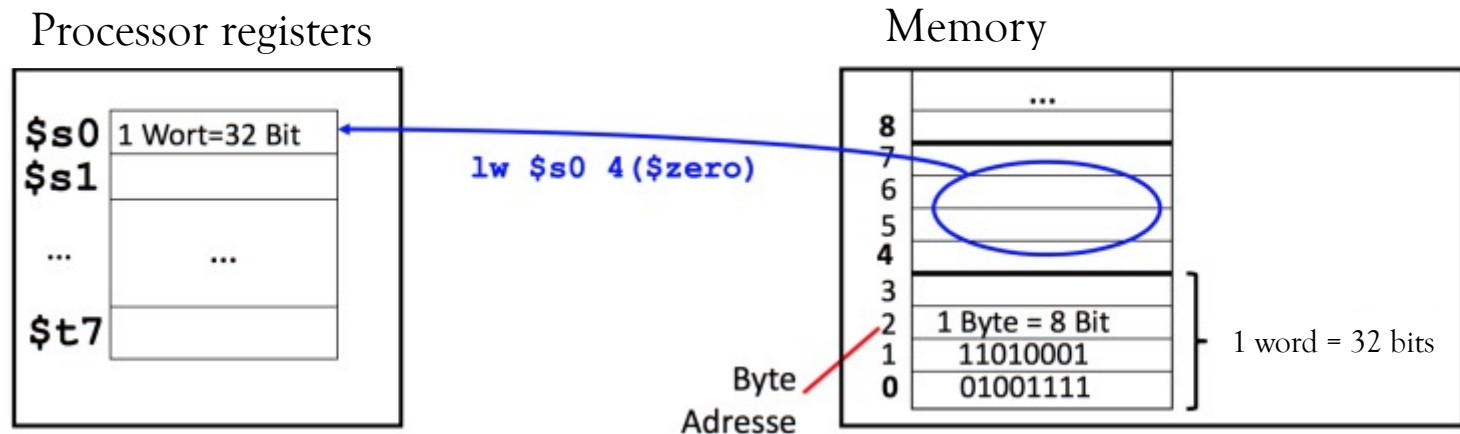 Processor registers
Memory
$s0 1 Wort=32 Bit
$s1
...
...
$t7
lw $s0 4($zero)
...
8
7
6
5
4
3
2 1 Byte = 8 Bit
1 11010001
0 01001111
1 word = 32 bits
Byte
Adresse